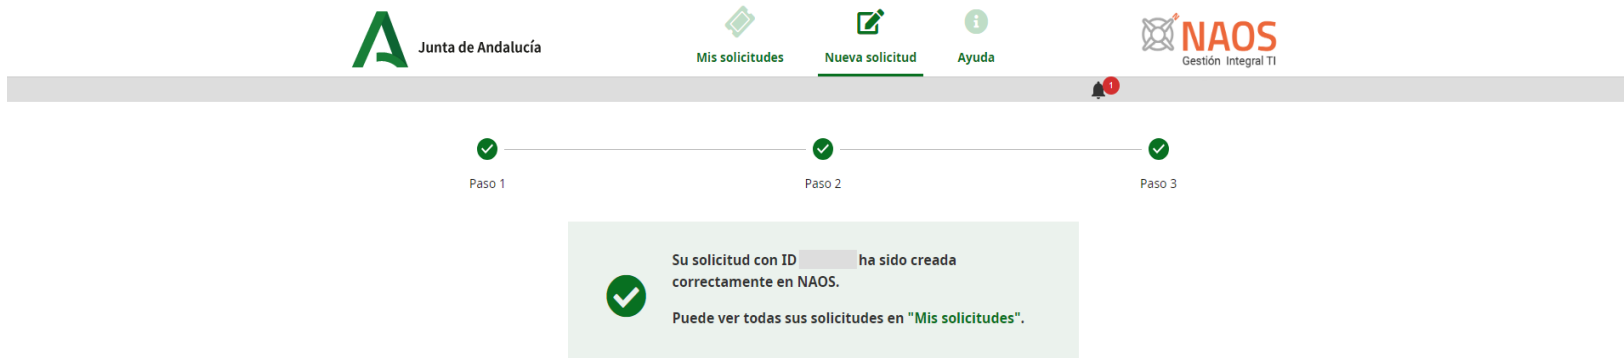 Junta de Andalucía
Mis solicitudes
Nueva solicitud
Ayuda
NAOS
Gestión Integral TI
1
Paso 1
Paso 2
Paso 3
Su solicitud con ID ha sido creada
correctamente en NAOS.
Puede ver todas sus solicitudes en "Mis solicitudes".